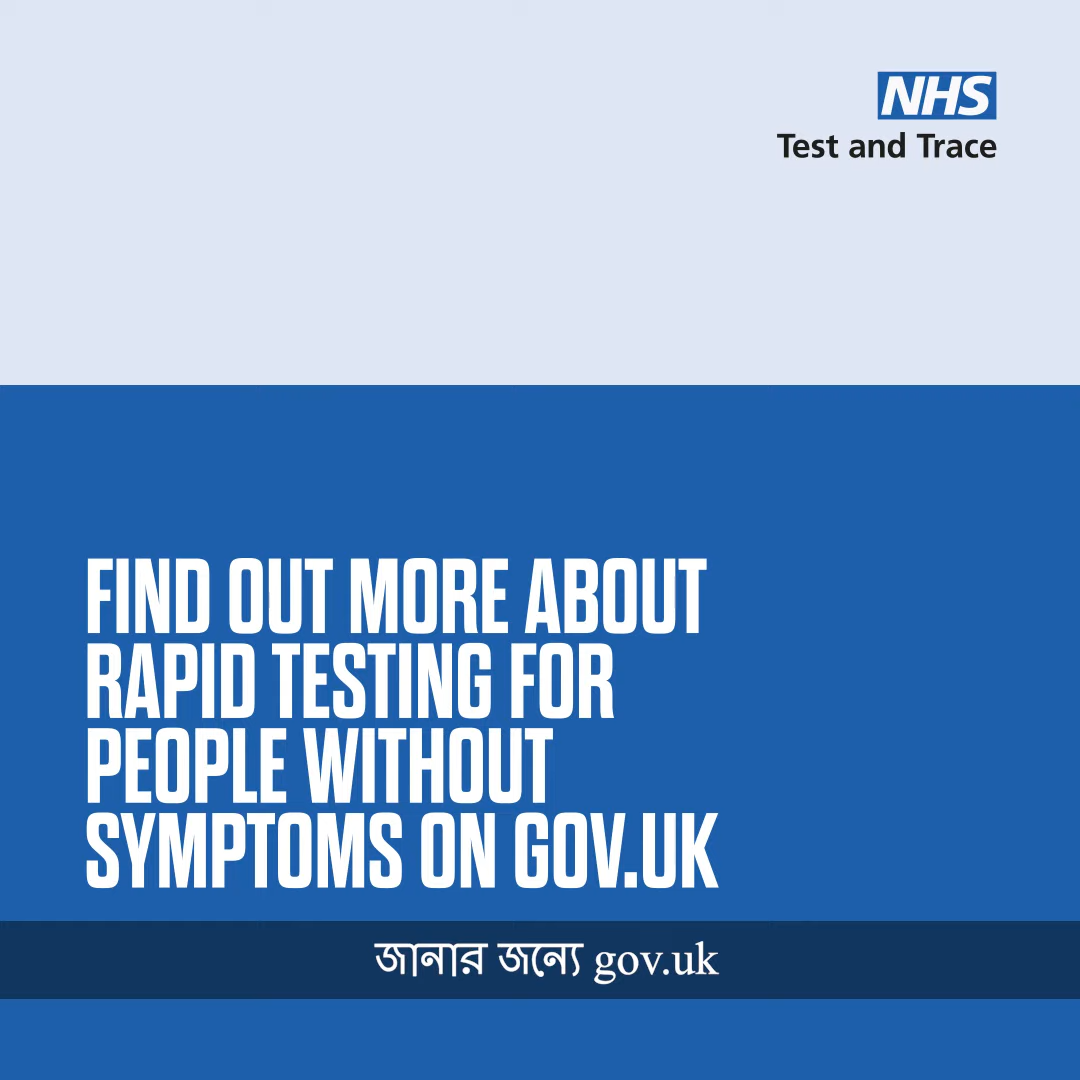 NHS
Test and Trace
FIND OUT MORE ABOUT
RAPID TESTING FOR
PEOPLE WITHOUT
SYMPTOMS ON GOV.UK
জানার জন্যে gov.uk